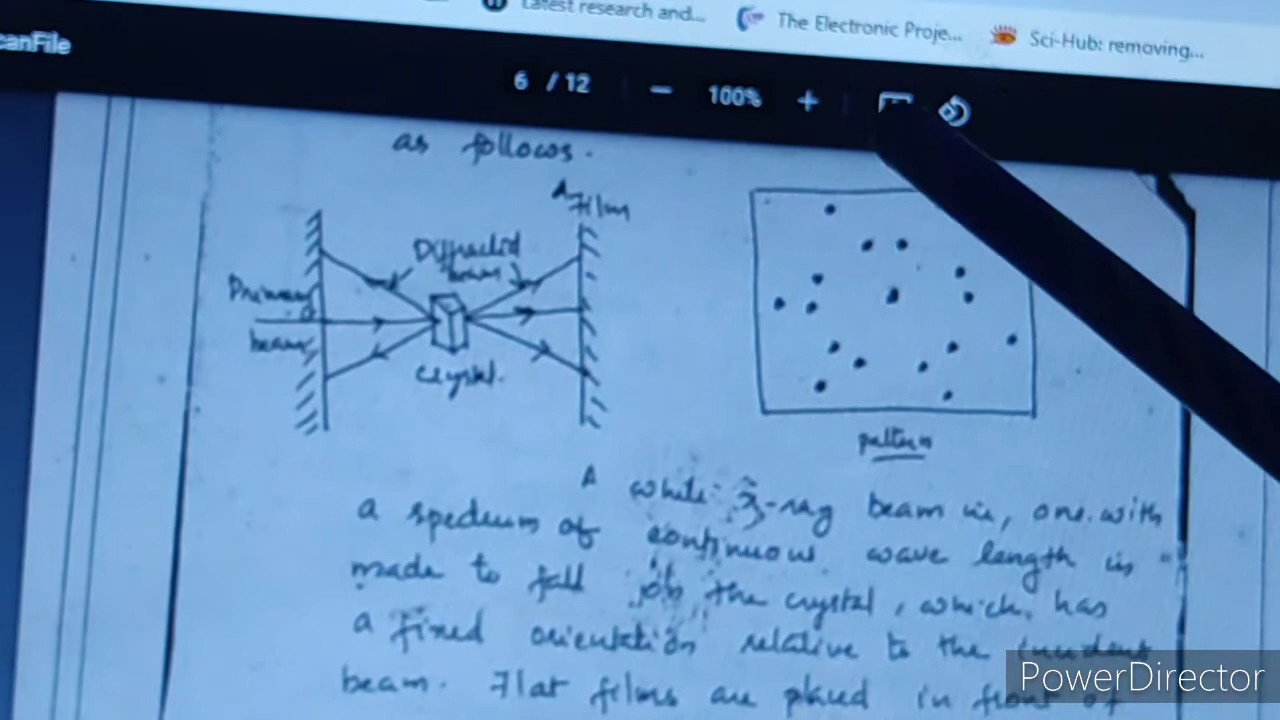 Latest research and...
The Electronic Proje...
Sci-Hub: removing...
canFile
6 / 12
100%
as follows.
Film
Diffracted
beam
Primary
beam
Crystal.
pattern
A white X-ray beam ie, one with
a spectrum of continuous wave length is
made to fall the crystal, which has
a fixed orientation relative to the incident
beam. Flat films are placed in front of
PowerDirector